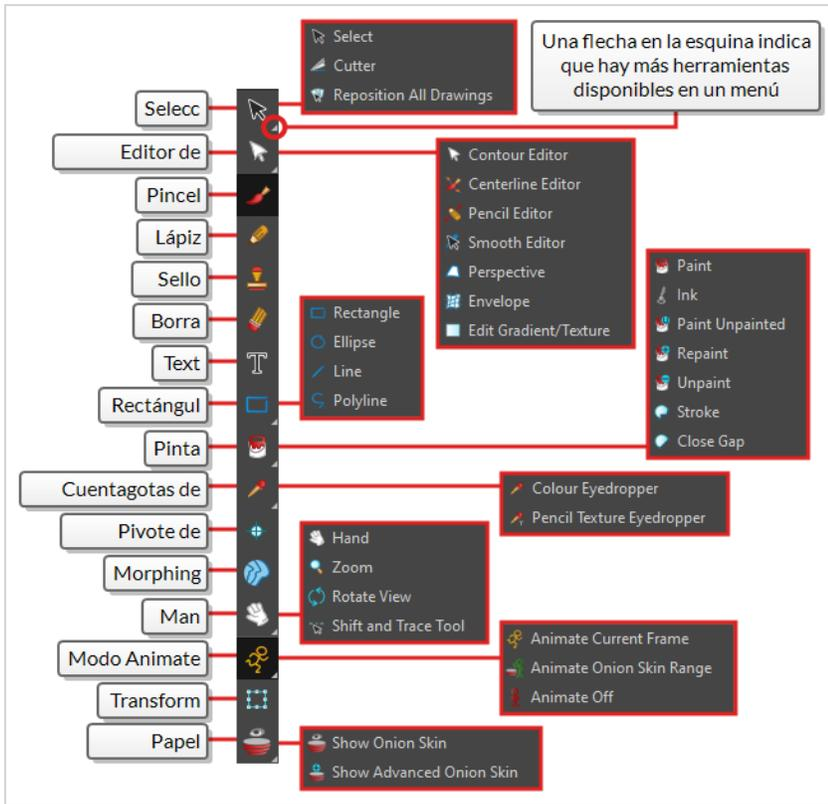 Select
Cutter
Reposition All Drawings
Una flecha en la esquina indica
que hay más herramientas
disponibles en un menú
Selecc
Editor de
Contour Editor
Centerline Editor
Pencil Editor
Smooth Editor
Perspective
Envelope
Edit Gradient/Texture
Pincel
Lápiz
Sello
Borra
Text
Rectángul
Rectangle
Ellipse
Line
Polyline
Pinta
Paint
Ink
Paint Unpainted
Repaint
Unpaint
Stroke
Close Gap
Cuentagotas de
Colour Eyedropper
Pencil Texture Eyedropper
Pivote de
Morphing
Man
Hand
Zoom
Rotate View
Shift and Trace Tool
Modo Animate
Animate Current Frame
Animate Onion Skin Range
Animate Off
Transform
Papel
Show Onion Skin
Show Advanced Onion Skin